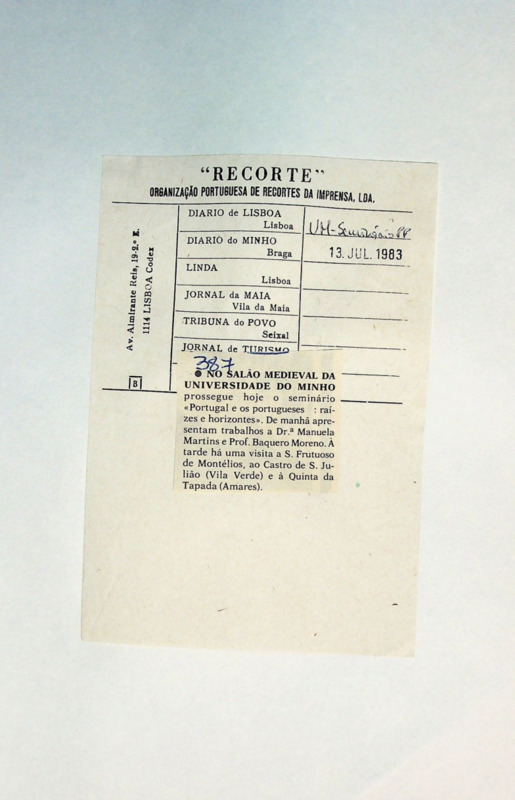 “RECORTE”
ORGANIZAÇÃO PORTUGUESA DE RECORTES DA IMPRENSA, LDA.
Av. Almirante Reis, 19-2.º E.
1114 LISBOA Codex
B
DIARIO de LISBOA
Lisboa
DIARIO do MINHO
Braga
LINDA
Lisboa
JORNAL da MAIA
Vila da Maia
TRIBUNA do POVO
Seixal
JORNAL de TURISMO
UM-
13. JUL. 1983
387
● NO SALÃO MEDIEVAL DA
UNIVERSIDADE DO MINHO
prossegue hoje o seminário
«Portugal e os portugueses : raí-
zes e horizontes». De manhã apre-
sentam trabalhos a Dr.ª Manuela
Martins e Prof. Baquero Moreno. À
tarde há uma visita a S. Frutuoso
de Montélios, ao Castro de S. Ju-
lião (Vila Verde) e à Quinta da
Tapada (Amares).